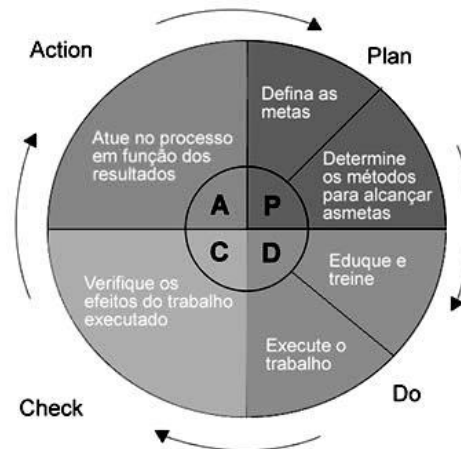 Action
Plan
Defina as
metas
Atue no processo
em função dos
resultados
Determine
os métodos
para alcançar
asmetas
A P
C D
Eduque e
treine
Verifique os
efeitos do trabalho
executado
Execute o
trabalho
Check
Do